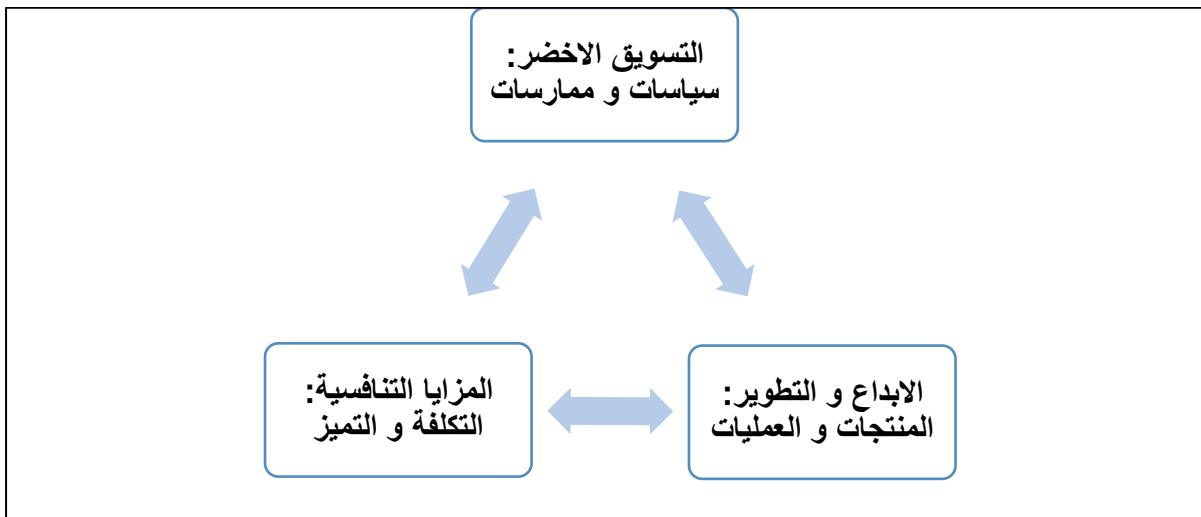 التسويق الاخضر:
سياسات و ممارسات
الابداع و التطوير:
المنتجات و العمليات
المزايا التنافسية:
التكلفة و التميز